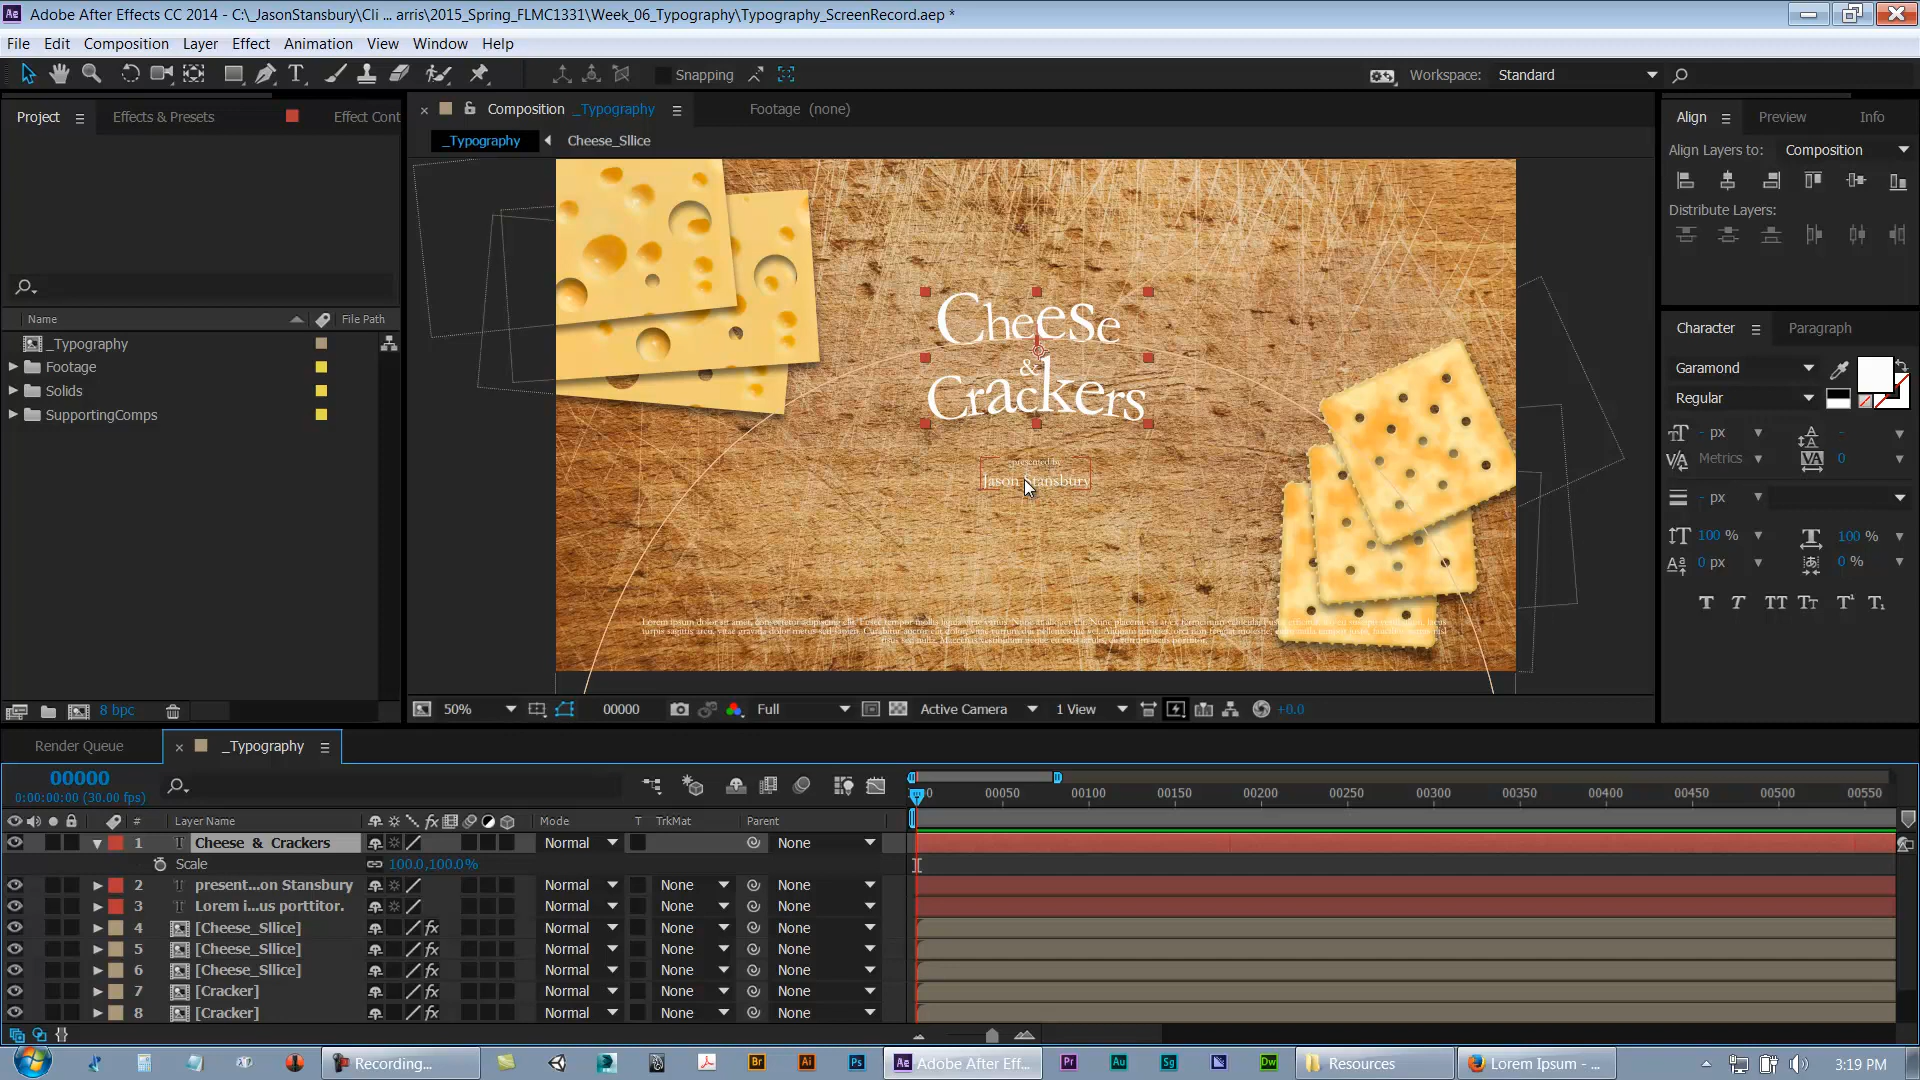 Adobe After Effects CC 2014 - C:\_JasonStansbury\Cli ... arris\2015_Spring_FLMC1331\Week_06_Typography\Typography_ScreenRecord.aep *
File Edit Composition Layer Effect Animation View Window Help
Snapping
Workspace: Standard
Project Effects & Presets Effect Cont
Composition _Typography Footage (none)
Align Preview Info
_Typography Cheese_Sllice
Align Layers to: Composition
Distribute Layers:
Name File Path
_Typography
Footage
Solids
SupportingComps
Cheese
&
Crackers
presented by
Jason Stansbury
Character Paragraph
Garamond
Regular
- px -
Metrics 0
- px
100 % 100 %
0 px 0 %
8 bpc
50% 00000 Full Active Camera 1 View +0.0
Render Queue _Typography
00000
0:00:00:00 (30.00 fps)
00050 00100 00150 00200 00250 00300 00350 00400 00450 00500 00550
# Layer Name Mode T TrkMat Parent
1 Cheese & Crackers Normal None
Scale 100.0,100.0%
2 present...on Stansbury Normal None None
3 Lorem i...us porttitor. Normal None None
4 [Cheese_Sllice] Normal None None
5 [Cheese_Sllice] Normal None None
6 [Cheese_Sllice] Normal None None
7 [Cracker] Normal None None
8 [Cracker] Normal None None
Recording... Adobe After Eff... Resources Lorem Ipsum - ... 3:19 PM